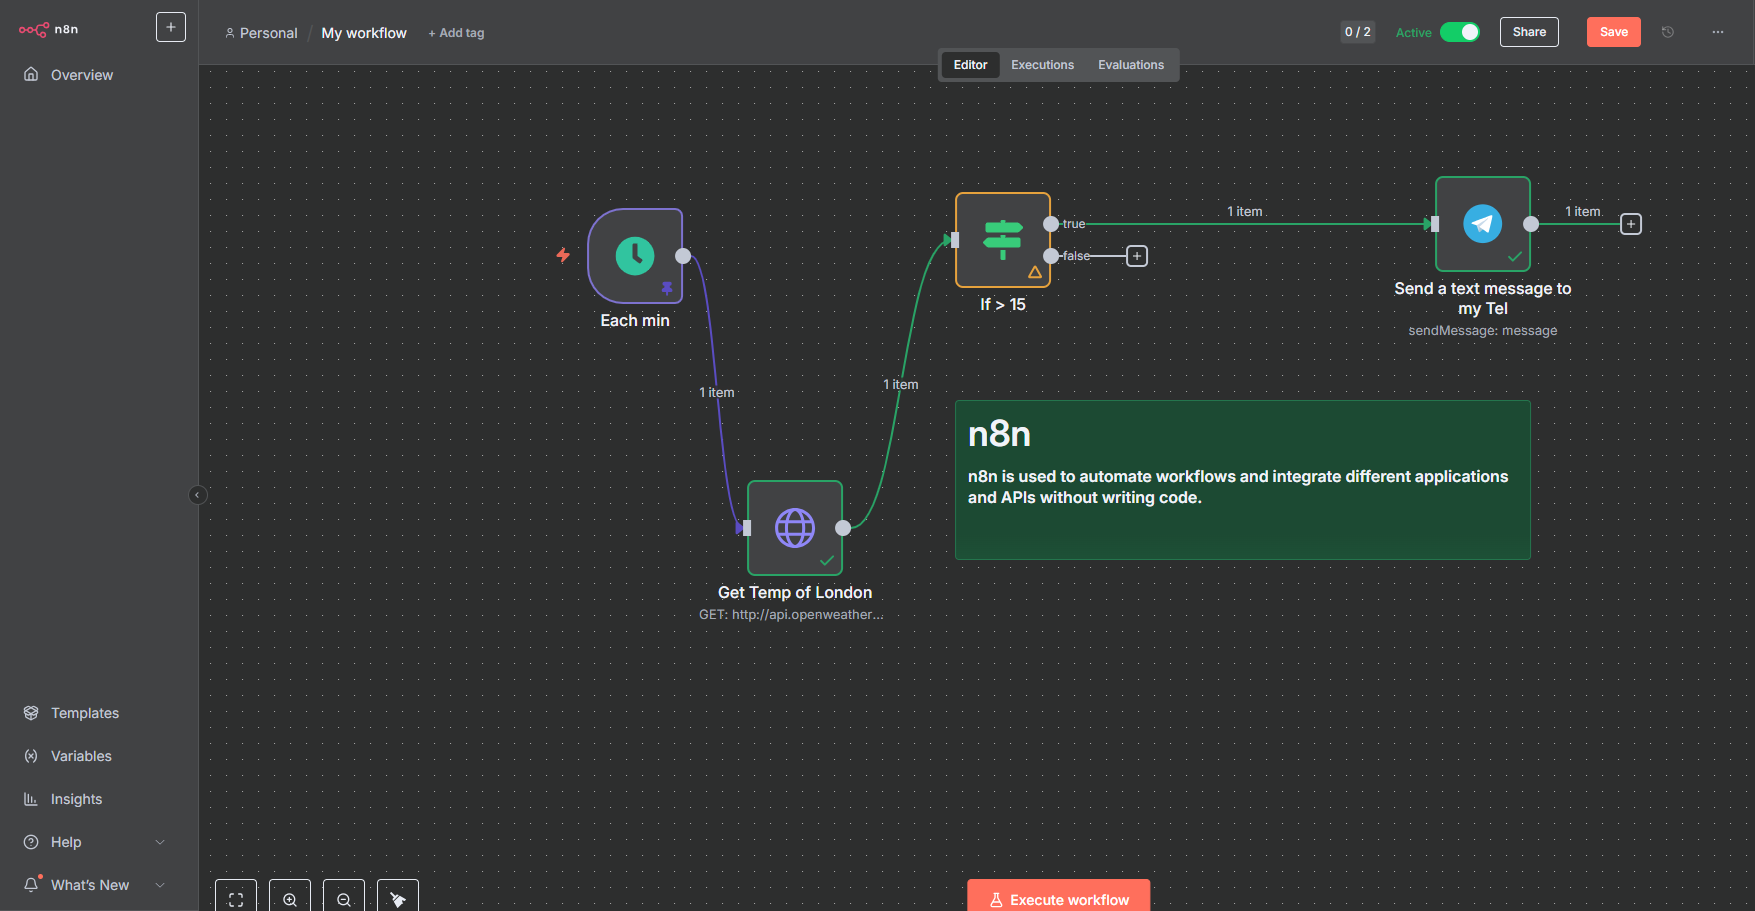 n8n
+
Personal / My workflow + Add tag
0 / 2
Active
Share
Save
...
Editor
Executions
Evaluations
Overview
Each min
1 item
Get Temp of London
GET: http://api.openweather...
1 item
true
false
+
If > 15
1 item
Send a text message to
my Tel
sendMessage: message
1 item
+
n8n
n8n is used to automate workflows and integrate different applications
and APIs without writing code.
Templates
Variables
Insights
Help
What's New
Execute workflow